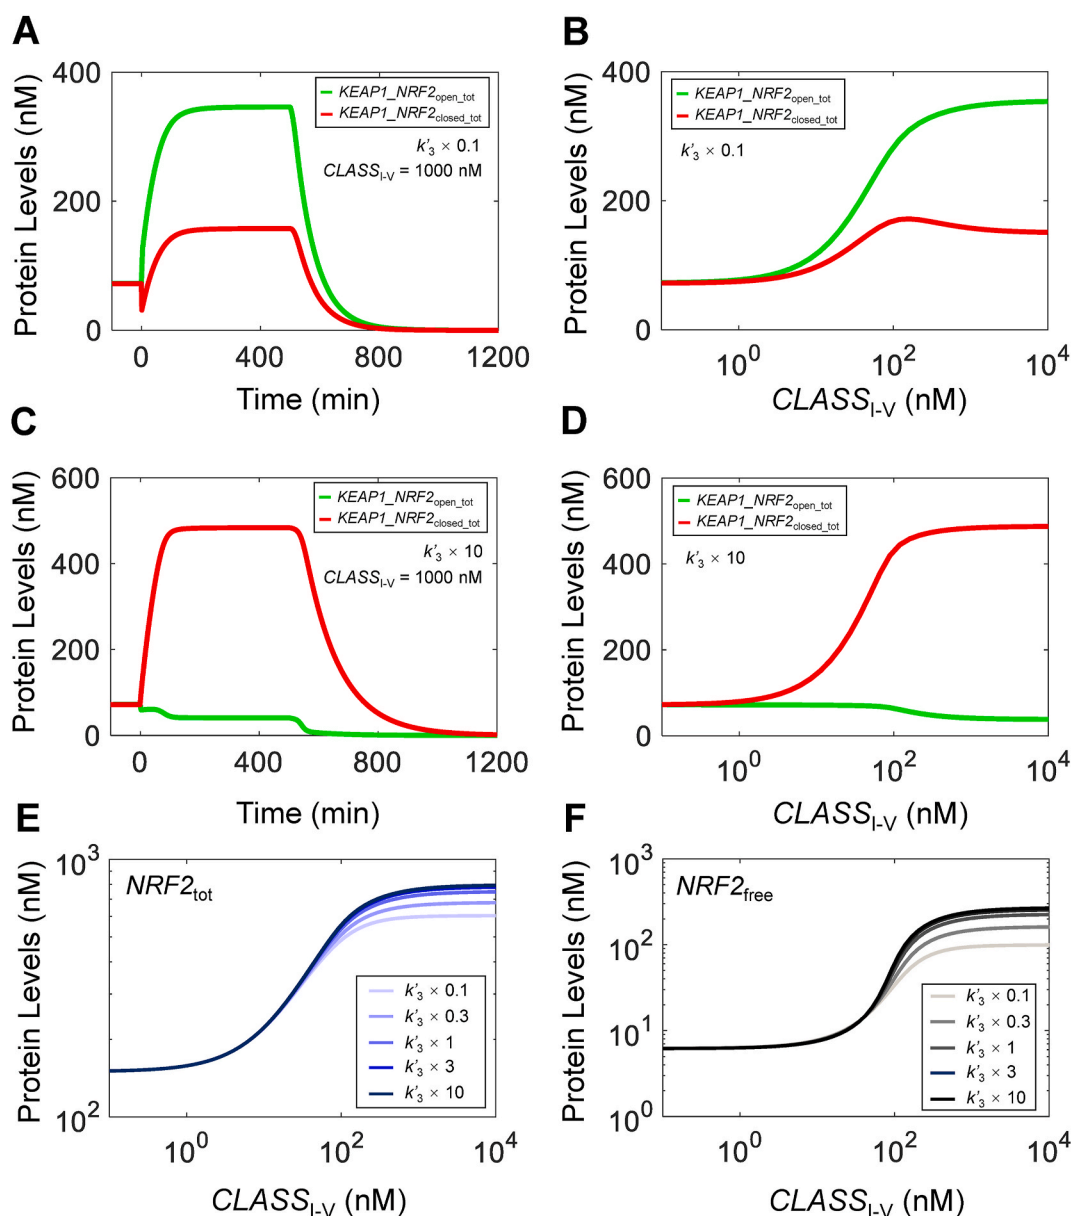 A
Protein Levels (nM)
400
200
0
0
400
800
1200
Time (min)
KEAP1_NRF2open_tot
KEAP1_NRF2closed_tot
k'3 × 0.1
CLASSI-V = 1000 nM
B
Protein Levels (nM)
400
200
0
10^0
10^2
10^4
CLASSI-V (nM)
KEAP1_NRF2open_tot
KEAP1_NRF2closed_tot
k'3 × 0.1
C
Protein Levels (nM)
600
400
200
0
0
400
800
1200
Time (min)
KEAP1_NRF2open_tot
KEAP1_NRF2closed_tot
k'3 × 10
CLASSI-V = 1000 nM
D
Protein Levels (nM)
600
400
200
0
10^0
10^2
10^4
CLASSI-V (nM)
KEAP1_NRF2open_tot
KEAP1_NRF2closed_tot
k'3 × 10
E
Protein Levels (nM)
10^3
10^2
10^0
10^2
10^4
CLASSI-V (nM)
NRF2tot
k'3 × 0.1
k'3 × 0.3
k'3 × 1
k'3 × 3
k'3 × 10
F
Protein Levels (nM)
10^3
10^2
10^1
10^0
10^0
10^2
10^4
CLASSI-V (nM)
NRF2free
k'3 × 0.1
k'3 × 0.3
k'3 × 1
k'3 × 3
k'3 × 10